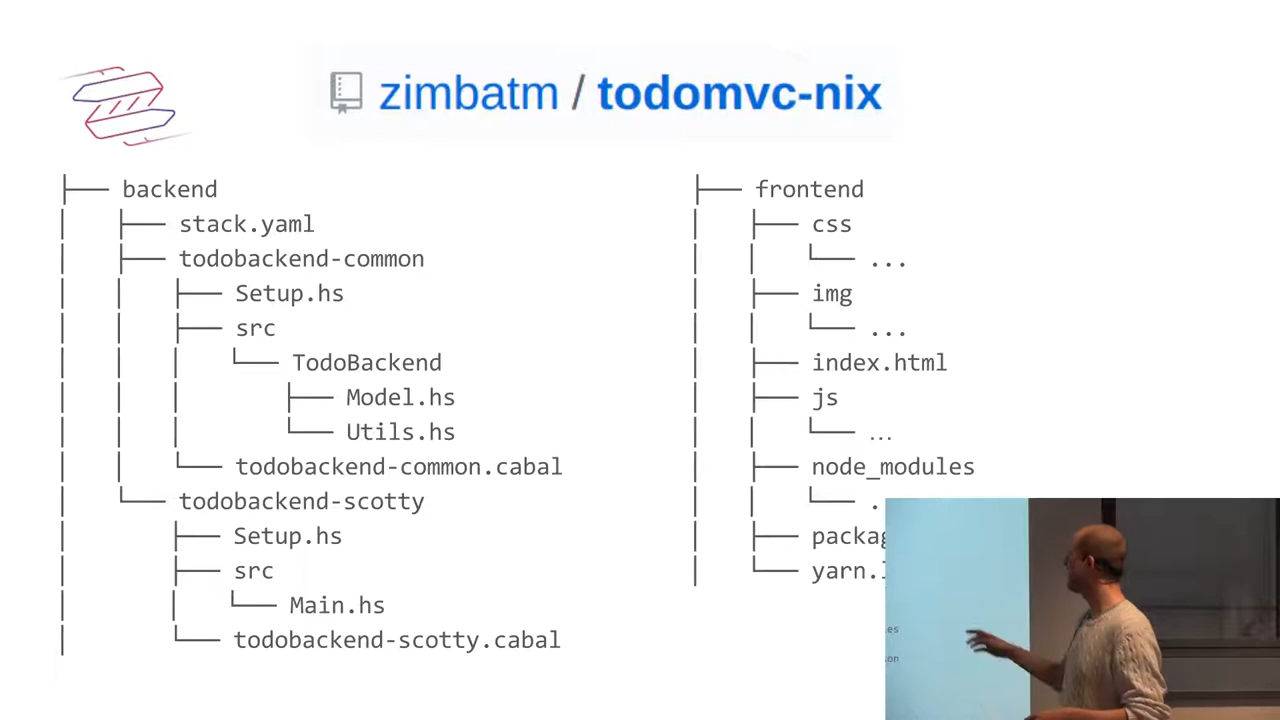 zimbatm / todomvc-nix
├── backend
│   ├── stack.yaml
│   ├── todobackend-common
│   │   ├── Setup.hs
│   │   ├── src
│   │   │   └── TodoBackend
│   │   │       ├── Model.hs
│   │   │       └── Utils.hs
│   │   └── todobackend-common.cabal
│   └── todobackend-scotty
│       ├── Setup.hs
│       ├── src
│       │   └── Main.hs
│       └── todobackend-scotty.cabal
├── frontend
│   ├── css
│   │   └── ...
│   ├── img
│   │   └── ...
│   ├── index.html
│   ├── js
│   │   └── ...
│   ├── node_modules
│   │   └── .
│   ├── packag
│   └── yarn.